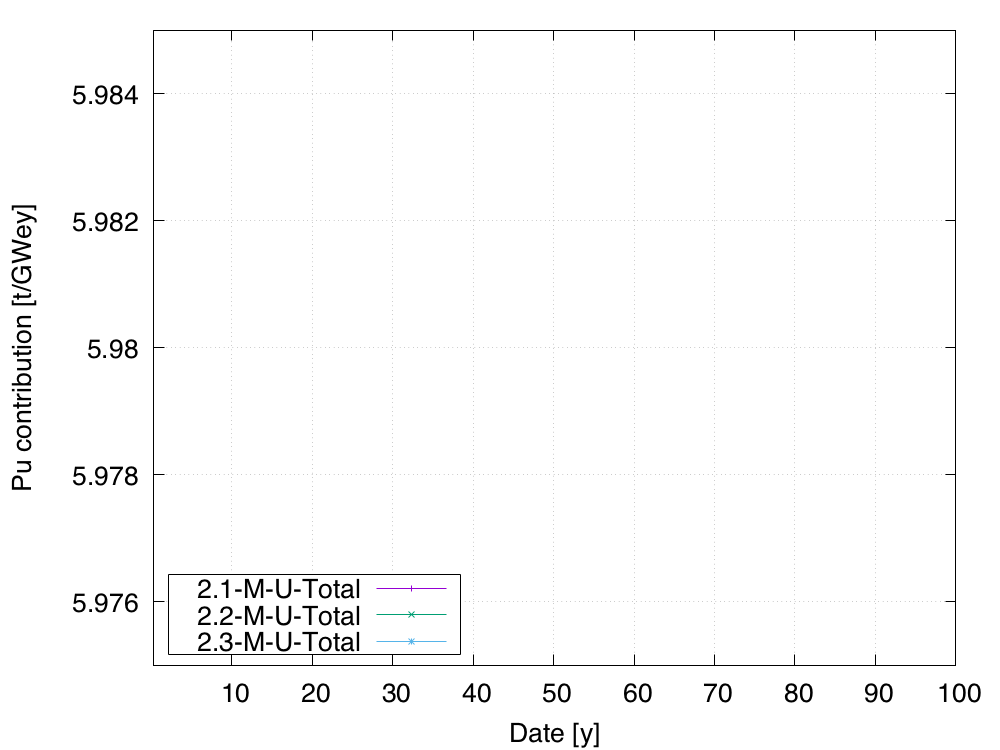 5.984
5.982
5.98
5.978
5.976
Pu contribution [t/GWey]
2.1-M-U-Total
2.2-M-U-Total
2.3-M-U-Total
10 20 30 40 50 60 70 80 90 100
Date [y]